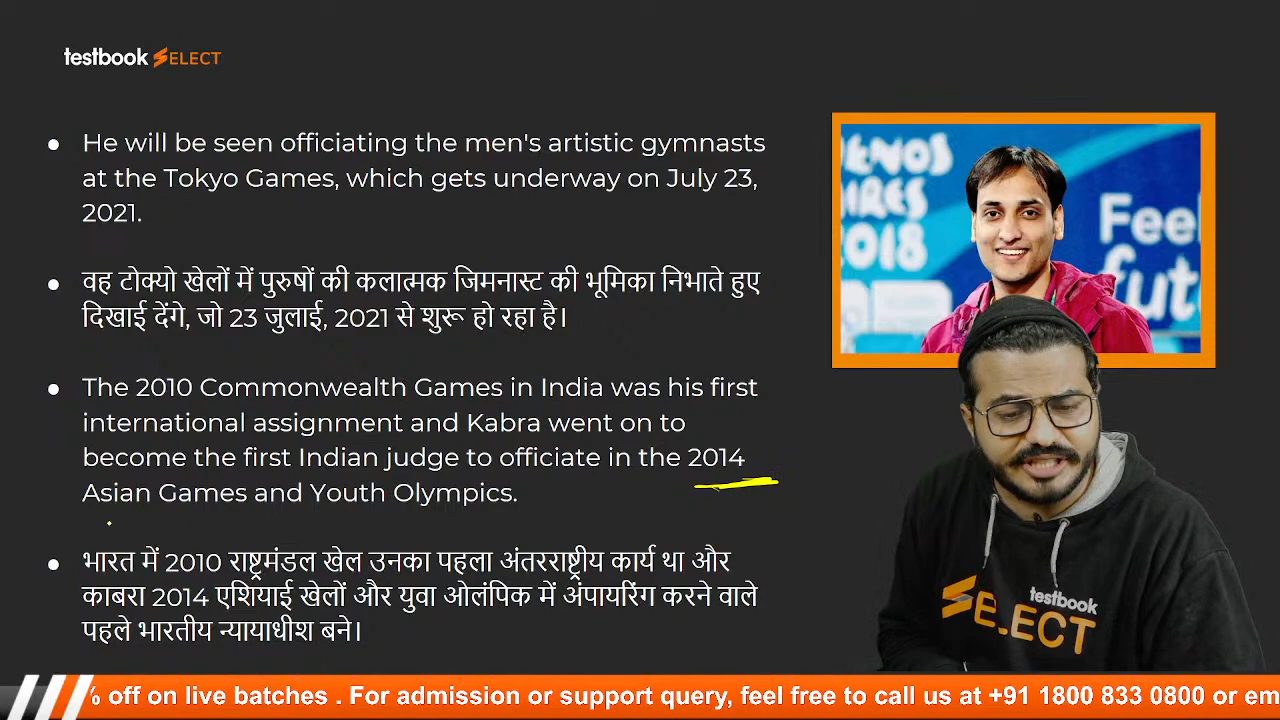 testbook SELECT
He will be seen officiating the men's artistic gymnasts
at the Tokyo Games, which gets underway on July 23,
2021.
वह टोक्यो खेलों में पुरुषों की कलात्मक जिमनास्ट की भूमिका निभाते हुए
दिखाई देंगे, जो 23 जुलाई, 2021 से शुरू हो रहा है।
The 2010 Commonwealth Games in India was his first
international assignment and Kabra went on to
become the first Indian judge to officiate in the 2014
Asian Games and Youth Olympics.
भारत में 2010 राष्ट्रमंडल खेल उनका पहला अंतरराष्ट्रीय कार्य था और
काबरा 2014 एशियाई खेलों और युवा ओलंपिक में अंपायरिंग करने वाले
पहले भारतीय न्यायाधीश बने।
2018
Feel
fut
testbook
SELECT
% off on live batches . For admission or support query, feel free to call us at +91 1800 833 0800 or em